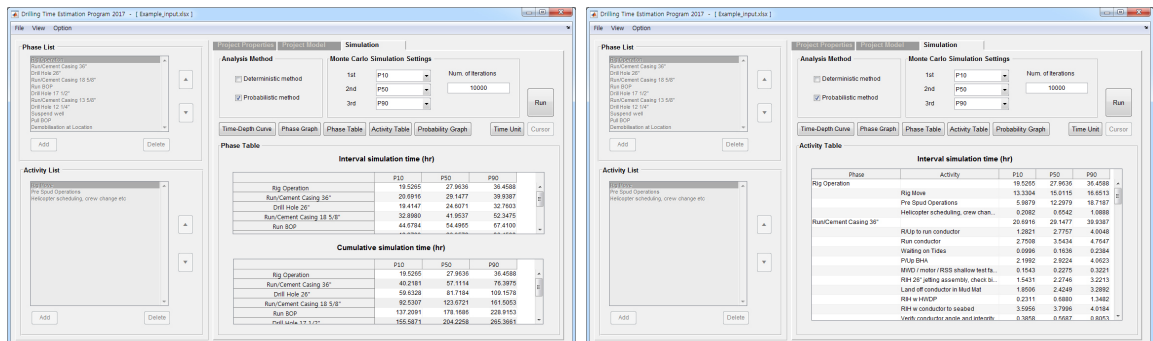 Drilling Time Estimation Program 2017 - [ Example_input.xlsx ]
File View Option
Phase List
Rig Operation
Run/Cement Casing 36"
Drill Hole 26"
Run/Cement Casing 18 5/8"
Run BOP
Drill Hole 17 1/2"
Run/Cement Casing 13 5/8"
Drill Hole 12 1/4"
Suspend well
Pull BOP
Demobilisation at Location
Add Delete
Activity List
Pre Spud Operations
Helicopter scheduling, crew change etc
Add Delete
Project Properties Project Model Simulation
Analysis Method
Deterministic method
Probabilistic method
Monte Carlo Simulation Settings
1st P10
2nd P50
3rd P90
Num. of Iterations
10000
Run
Time-Depth Curve Phase Graph Phase Table Activity Table Probability Graph Time Unit Cursor
Phase Table
Interval simulation time (hr)
P10 P50 P90
Rig Operation 19.5265 27.9636 36.4588
Run/Cement Casing 36" 20.6916 29.1477 39.9387
Drill Hole 26" 19.4147 24.6071 32.7603
Run/Cement Casing 18 5/8" 32.8980 41.9537 52.3475
Run BOP 44.6784 54.4965 67.4100
Cumulative simulation time (hr)
P10 P50 P90
Rig Operation 19.5265 27.9636 36.4588
Run/Cement Casing 36" 40.2181 57.1114 76.3975
Drill Hole 26" 59.6328 81.7184 109.1578
Run/Cement Casing 18 5/8" 92.5307 123.6721 161.5053
Run BOP 137.2091 178.1686 228.9153
Drill Hole 17 1/2" 155.5871 204.2258 265.3661
Drilling Time Estimation Program 2017 - [ Example_input.xlsx ]
File View Option
Phase List
Rig Operation
Run/Cement Casing 36"
Drill Hole 26"
Run/Cement Casing 18 5/8"
Run BOP
Drill Hole 17 1/2"
Run/Cement Casing 13 5/8"
Drill Hole 12 1/4"
Suspend well
Pull BOP
Demobilisation at Location
Add Delete
Activity List
Pre Spud Operations
Helicopter scheduling, crew change etc
Add Delete
Project Properties Project Model Simulation
Analysis Method
Deterministic method
Probabilistic method
Monte Carlo Simulation Settings
1st P10
2nd P50
3rd P90
Num. of Iterations
10000
Run
Time-Depth Curve Phase Graph Phase Table Activity Table Probability Graph Time Unit Cursor
Activity Table
Interval simulation time (hr)
Phase Activity P10 P50 P90
Rig Operation 19.5265 27.9636 36.4588
Rig Move 13.3304 15.0115 16.6513
Pre Spud Operations 5.9879 12.2979 18.7187
Helicopter scheduling, crew chan... 0.2082 0.6542 1.0888
Run/Cement Casing 36" 20.6916 29.1477 39.9387
R/Up to run conductor 1.2821 2.7757 4.0048
Run conductor 2.7508 3.5434 4.7647
Waiting on Tides 0.0996 0.1636 0.2384
P/Up BHA 2.1992 2.9224 4.0623
MWD / motor / RSS shallow test fa... 0.1543 0.2275 0.3221
RIH 26" jetting assembly, check bi... 1.5431 2.2746 3.2213
Land off conductor in Mud Mat 1.8506 2.4249 3.2892
RIH w HWDP 0.2311 0.6880 1.3482
RIH w conductor to seabed 3.5956 3.7996 4.0184
Verify conductor angle and integrity 0.3858 0.5687 0.8053